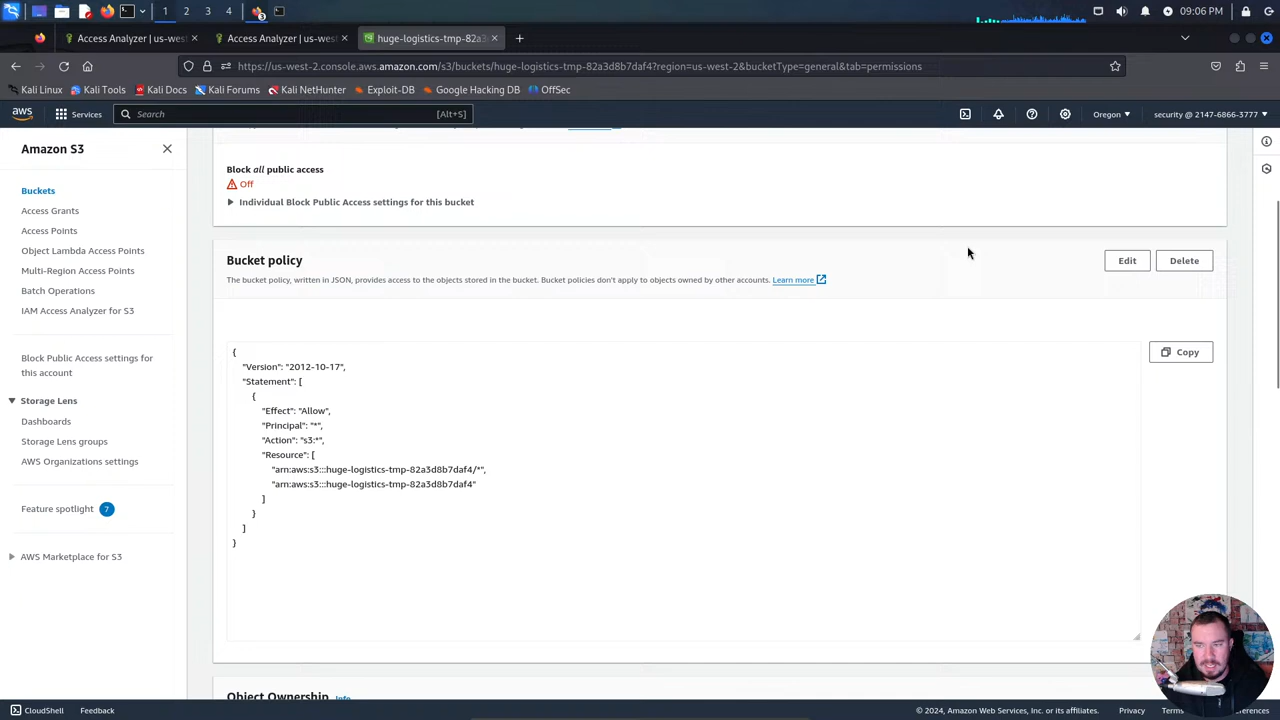 1 2 3 4 09:06 PM
Access Analyzer | us-wes
Access Analyzer | us-wes
huge-logistics-tmp-82a3
https://us-west-2.console.aws.amazon.com/s3/buckets/huge-logistics-tmp-82a3d8b7daf4?region=us-west-2&bucketType=general&tab=permissions
Kali Linux Kali Tools Kali Docs Kali Forums Kali NetHunter Exploit-DB Google Hacking DB OffSec
aws Services Search [Alt+S] Oregon security @ 2147-6866-3777
Amazon S3
Buckets
Access Grants
Access Points
Object Lambda Access Points
Multi-Region Access Points
Batch Operations
IAM Access Analyzer for S3
Block Public Access settings for
this account
Storage Lens
Dashboards
Storage Lens groups
AWS Organizations settings
Feature spotlight 7
AWS Marketplace for S3
Block all public access
Off
Individual Block Public Access settings for this bucket
Bucket policy
Edit
Delete
The bucket policy, written in JSON, provides access to the objects stored in the bucket. Bucket policies don't apply to objects owned by other accounts. Learn more
Copy
{
"Version": "2012-10-17",
"Statement": [
{
"Effect": "Allow",
"Principal": "*",
"Action": "s3:*",
"Resource": [
"arn:aws:s3:::huge-logistics-tmp-82a3d8b7daf4/*",
"arn:aws:s3:::huge-logistics-tmp-82a3d8b7daf4"
]
}
]
}
Object Ownership Info
CloudShell Feedback © 2024, Amazon Web Services, Inc. or its affiliates. Privacy Terms